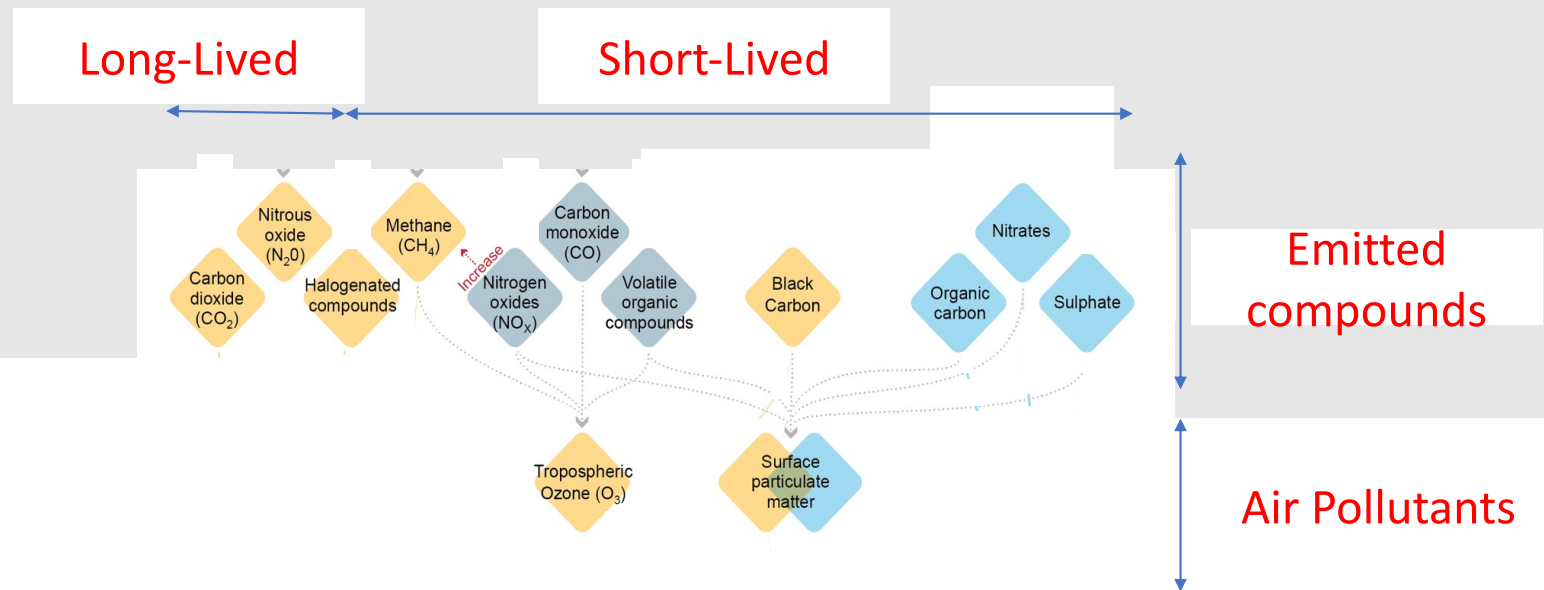 Long-Lived
Short-Lived
Nitrous
oxide
(N₂0)
Methane
(CH₄)
Carbon
monoxide
(CO)
Nitrates
Increase
Carbon
dioxide
(CO₂)
Halogenated
compounds
Nitrogen
oxides
(NOₓ)
Volatile
organic
compounds
Black
Carbon
Organic
carbon
Sulphate
Emitted
compounds
Tropospheric
Ozone (O₃)
Surface
particulate
matter
Air Pollutants